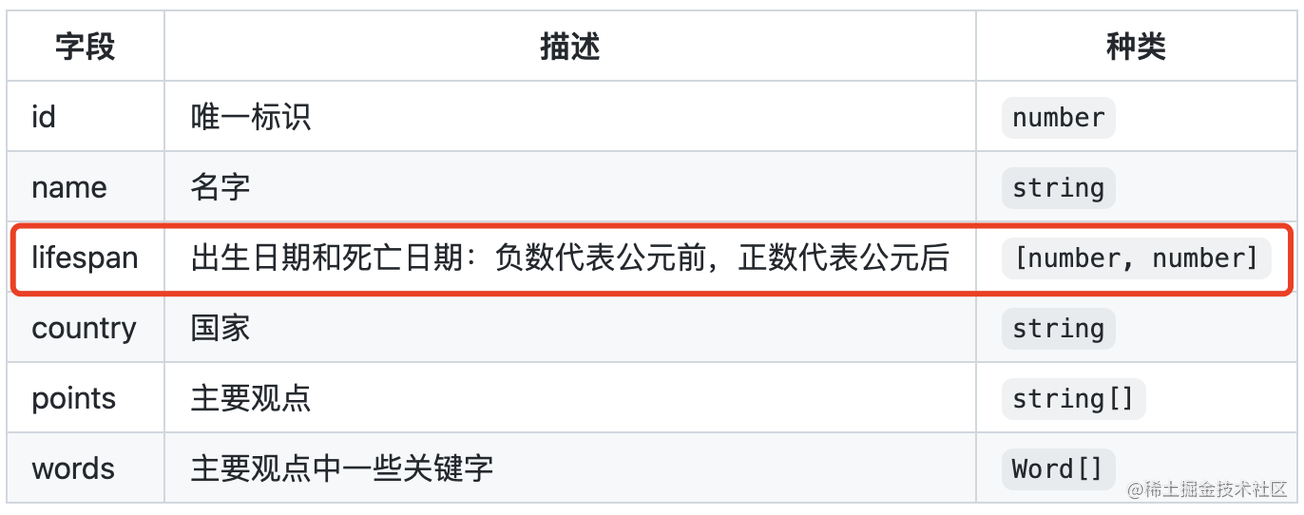 字段 描述 种类
id 唯一标识 number
name 名字 string
lifespan 出生日期和死亡日期：负数代表公元前，正数代表公元后 [number, number]
country 国家 string
points 主要观点 string[]
words 主要观点中一些关键字 Word[]
@稀土掘金技术社区